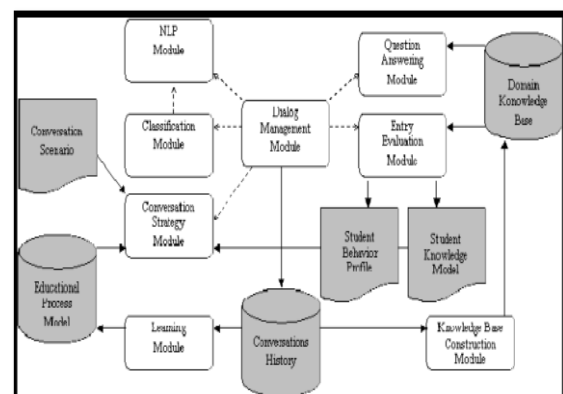 NLP
Module
Question
Answering
Module
Domain
Konowledge
Base
Conversation
Scenario
Classification
Module
Dialog
Management
Module
Entry
Evaluation
Module
Conversation
Strategy
Module
Student
Behavior
Profile
Student
Knowledge
Model
Educational
Process
Model
Learning
Module
Conversations
History
Knowledge Base
Construction
Module